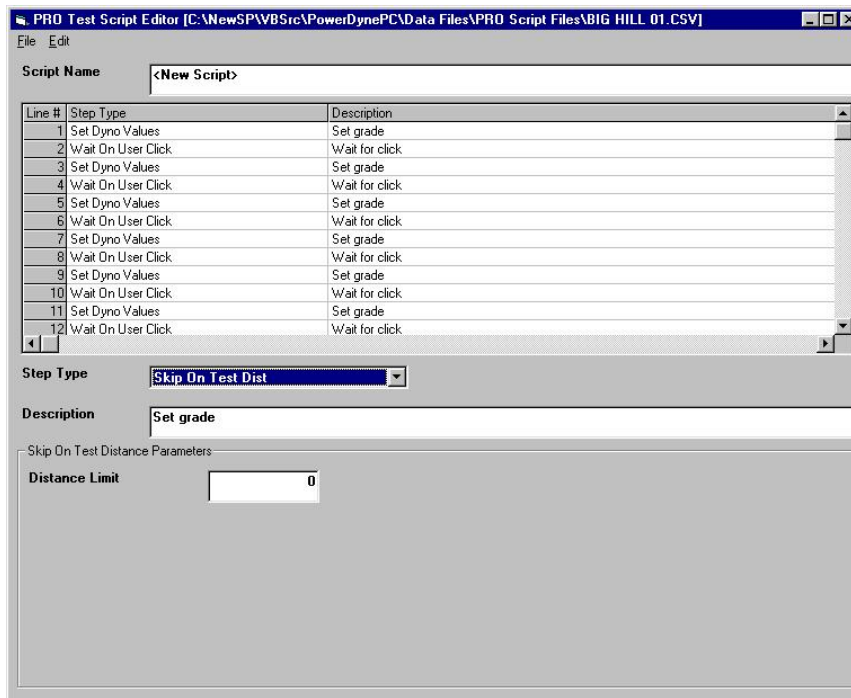 PRO Test Script Editor [C:\NewSP\VBSrc\PowerDynePC\Data Files\PRO Script Files\BIG HILL 01.CSV]
File Edit
Script Name <New Script>
Line # Step Type Description
1 Set Dyno Values Set grade
2 Wait On User Click Wait for click
3 Set Dyno Values Set grade
4 Wait On User Click Wait for click
5 Set Dyno Values Set grade
6 Wait On User Click Wait for click
7 Set Dyno Values Set grade
8 Wait On User Click Wait for click
9 Set Dyno Values Set grade
10 Wait On User Click Wait for click
11 Set Dyno Values Set grade
12 Wait On User Click Wait for click
Step Type Skip On Test Dist
Description Set grade
Skip On Test Distance Parameters
Distance Limit 0